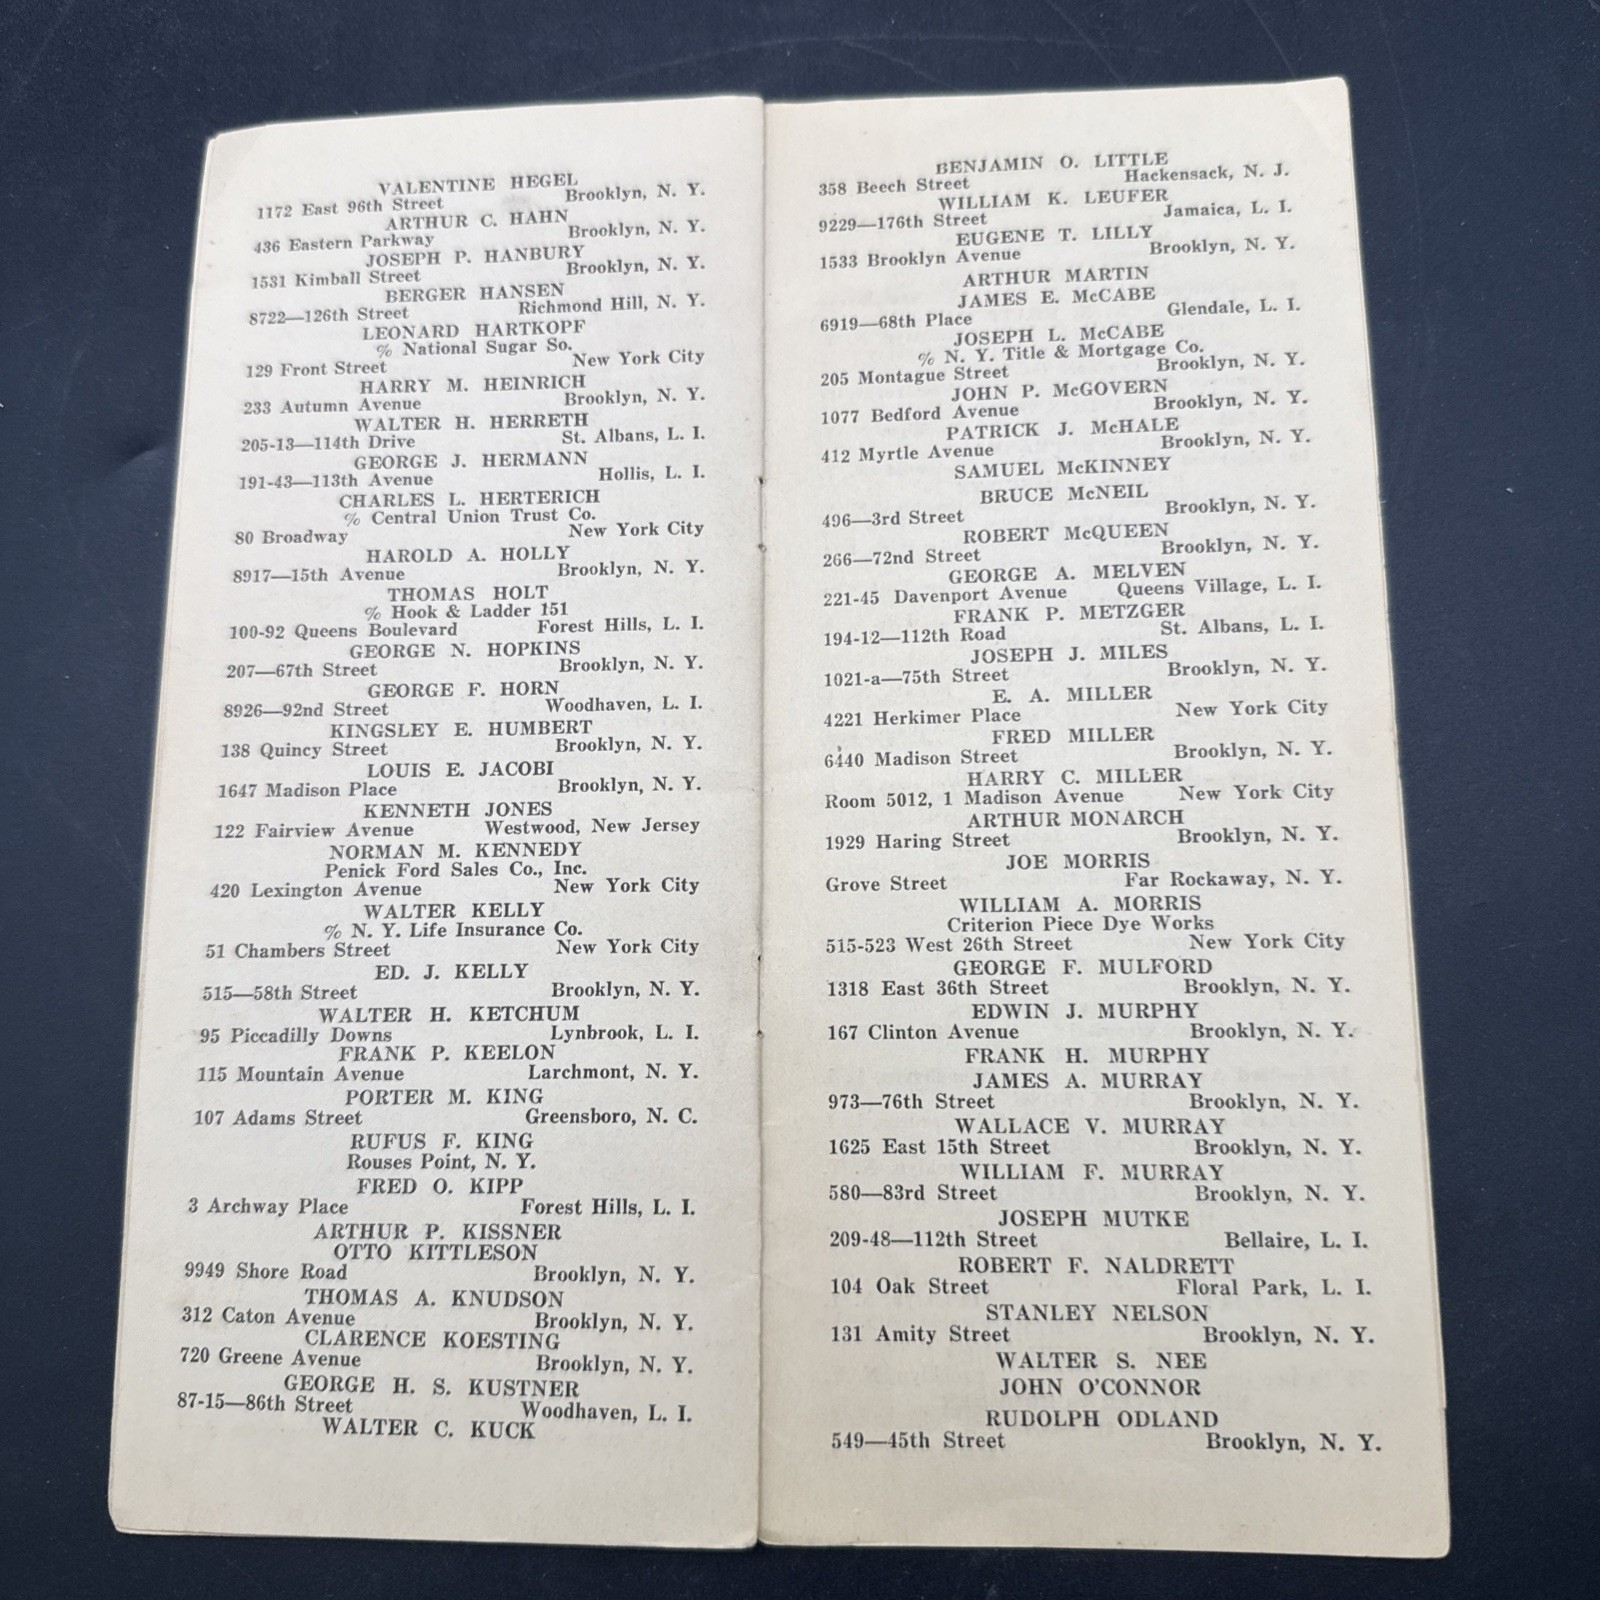 VALENTINE HEGEL
1172 East 96th Street Brooklyn, N. Y.
ARTHUR C. HAHN
436 Eastern Parkway Brooklyn, N. Y.
JOSEPH P. HANBURY
1531 Kimball Street Brooklyn, N. Y.
BERGER HANSEN
8722—126th Street Richmond Hill, N. Y.
LEONARD HARTKOPF
% National Sugar So.
129 Front Street New York City
HARRY M. HEINRICH
233 Autumn Avenue Brooklyn, N. Y.
WALTER H. HERRETH
205-13—114th Drive St. Albans, L. I.
GEORGE J. HERMANN
191-43—113th Avenue Hollis, L. I.
CHARLES L. HERTERICH
% Central Union Trust Co.
80 Broadway New York City
HAROLD A. HOLLY
8917—15th Avenue Brooklyn, N. Y.
THOMAS HOLT
% Hook & Ladder 151
100-92 Queens Boulevard Forest Hills, L. I.
GEORGE N. HOPKINS
207—67th Street Brooklyn, N. Y.
GEORGE F. HORN
8926—92nd Street Woodhaven, L. I.
KINGSLEY E. HUMBERT
138 Quincy Street Brooklyn, N. Y.
LOUIS E. JACOBI
1647 Madison Place Brooklyn, N. Y.
KENNETH JONES
122 Fairview Avenue Westwood, New Jersey
NORMAN M. KENNEDY
Penick Ford Sales Co., Inc.
420 Lexington Avenue New York City
WALTER KELLY
% N. Y. Life Insurance Co.
51 Chambers Street New York City
ED. J. KELLY
515—58th Street Brooklyn, N. Y.
WALTER H. KETCHUM
95 Piccadilly Downs Lynbrook, L. I.
FRANK P. KEELON
115 Mountain Avenue Larchmont, N. Y.
PORTER M. KING
107 Adams Street Greensboro, N. C.
RUFUS F. KING
Rouses Point, N. Y.
FRED O. KIPP
3 Archway Place Forest Hills, L. I.
ARTHUR P. KISSNER
OTTO KITTLESON
9949 Shore Road Brooklyn, N. Y.
THOMAS A. KNUDSON
312 Caton Avenue Brooklyn, N. Y.
CLARENCE KOESTING
720 Greene Avenue Brooklyn, N. Y.
GEORGE H. S. KUSTNER
87-15—86th Street Woodhaven, L. I.
WALTER C. KUCK
BENJAMIN O. LITTLE
358 Beech Street Hackensack, N. J.
WILLIAM K. LEUFER
9229—176th Street Jamaica, L. I.
EUGENE T. LILLY
1533 Brooklyn Avenue Brooklyn, N. Y.
ARTHUR MARTIN
JAMES E. McCABE
6919—68th Place Glendale, L. I.
JOSEPH L. McCABE
% N. Y. Title & Mortgage Co.
205 Montague Street Brooklyn, N. Y.
JOHN P. McGOVERN
1077 Bedford Avenue Brooklyn, N. Y.
PATRICK J. McHALE
412 Myrtle Avenue Brooklyn, N. Y.
SAMUEL McKINNEY
BRUCE McNEIL
496—3rd Street Brooklyn, N. Y.
ROBERT McQUEEN
266—72nd Street Brooklyn, N. Y.
GEORGE A. MELVEN
221-45 Davenport Avenue Queens Village, L. I.
FRANK P. METZGER
194-12—112th Road St. Albans, L. I.
JOSEPH J. MILES
1021-a—75th Street Brooklyn, N. Y.
E. A. MILLER
4221 Herkimer Place New York City
FRED MILLER
6440 Madison Street Brooklyn, N. Y.
HARRY C. MILLER
Room 5012, 1 Madison Avenue New York City
ARTHUR MONARCH
1929 Haring Street Brooklyn, N. Y.
JOE MORRIS
Grove Street Far Rockaway, N. Y.
WILLIAM A. MORRIS
Criterion Piece Dye Works
515-523 West 26th Street New York City
GEORGE F. MULFORD
1318 East 36th Street Brooklyn, N. Y.
EDWIN J. MURPHY
167 Clinton Avenue Brooklyn, N. Y.
FRANK H. MURPHY
JAMES A. MURRAY
973—76th Street Brooklyn, N. Y.
WALLACE V. MURRAY
1625 East 15th Street Brooklyn, N. Y.
WILLIAM F. MURRAY
580—83rd Street Brooklyn, N. Y.
JOSEPH MUTKE
209-48—112th Street Bellaire, L. I.
ROBERT F. NALDRETT
104 Oak Street Floral Park, L. I.
STANLEY NELSON
131 Amity Street Brooklyn, N. Y.
WALTER S. NEE
JOHN O'CONNOR
RUDOLPH ODLAND
549—45th Street Brooklyn, N. Y.